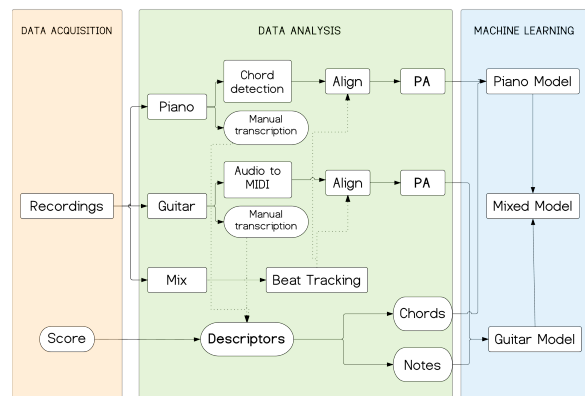 DATA ACQUISITION
DATA ANALYSIS
MACHINE LEARNING
Chord
detection
Align
PA
Piano Model
Piano
Manual
transcription
Audio to
MIDI
Align
PA
Recordings
Guitar
Mixed Model
Manual
transcription
Mix
Beat Tracking
Chords
Score
Descriptors
Guitar Model
Notes